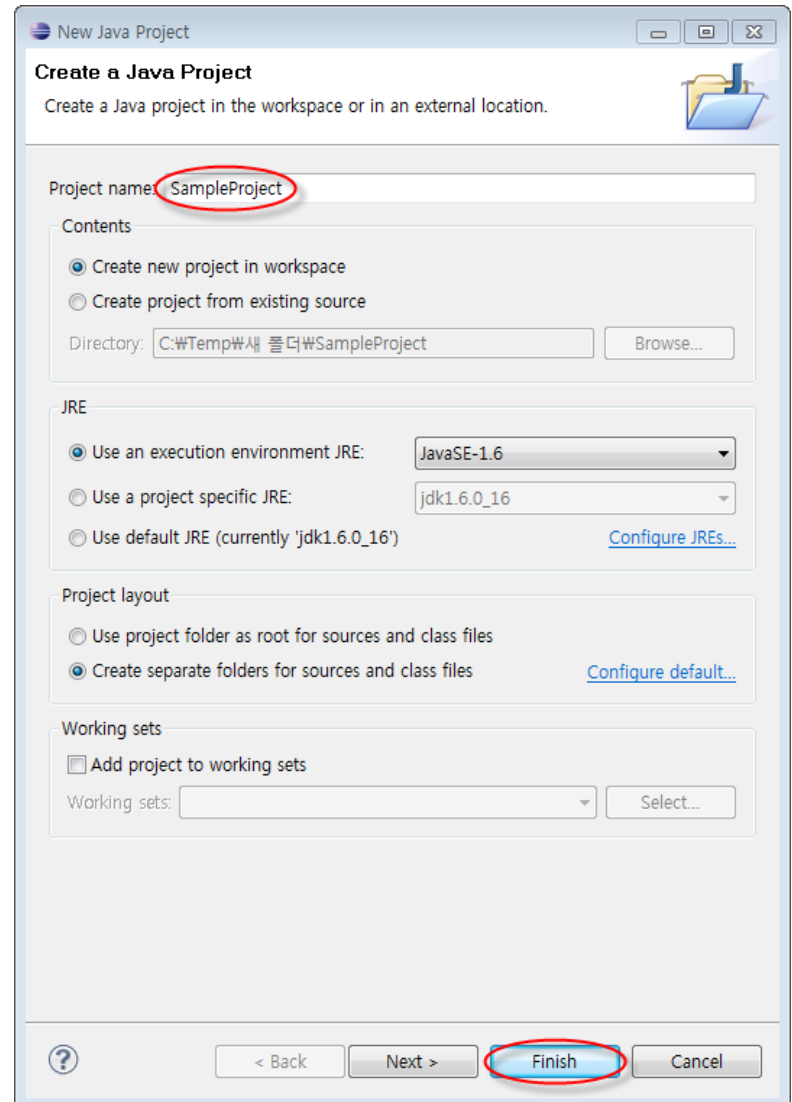 New Java Project
Create a Java Project
Create a Java project in the workspace or in an external location.
Project name: SampleProject
Contents
Create new project in workspace
Create project from existing source
Directory: C:₩Temp₩새 폴더₩SampleProject Browse...
JRE
Use an execution environment JRE: JavaSE-1.6
Use a project specific JRE: jdk1.6.0_16
Use default JRE (currently 'jdk1.6.0_16') Configure JREs...
Project layout
Use project folder as root for sources and class files
Create separate folders for sources and class files Configure default...
Working sets
Add project to working sets
Working sets: Select...
? < Back Next > Finish Cancel